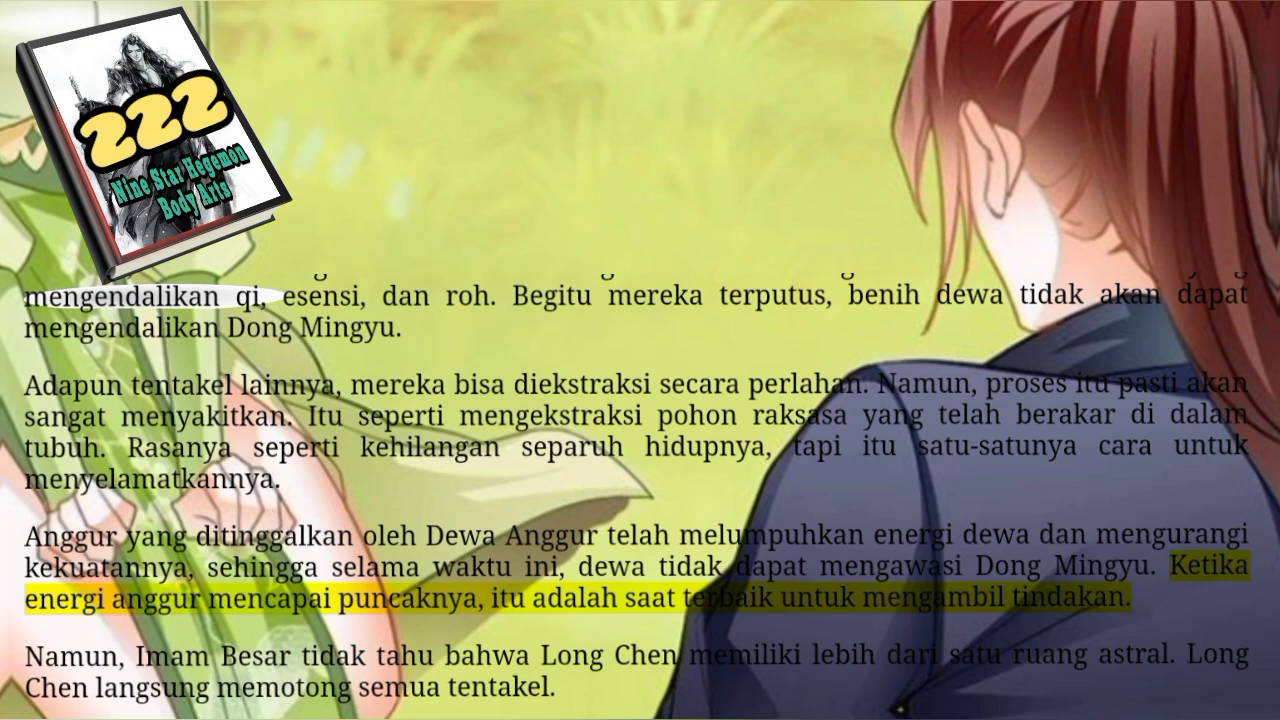 222
Nine Star Hegemon
Body Arts
mengendalikan qi, esensi, dan roh. Begitu mereka terputus, benih dewa tidak akan dapat
mengendalikan Dong Mingyu.
Adapun tentakel lainnya, mereka bisa diekstraksi secara perlahan. Namun, proses itu pasti akan
sangat menyakitkan. Itu seperti mengekstraksi pohon raksasa yang telah berakar di dalam
tubuh. Rasanya seperti kehilangan separuh hidupnya, tapi itu satu-satunya cara untuk
menyelamatkannya.
Anggur yang ditinggalkan oleh Dewa Anggur telah melumpuhkan energi dewa dan mengurangi
kekuatannya, sehingga selama waktu ini, dewa tidak dapat mengawasi Dong Mingyu. Ketika
energi anggur mencapai puncaknya, itu adalah saat terbaik untuk mengambil tindakan.
Namun, Imam Besar tidak tahu bahwa Long Chen memiliki lebih dari satu ruang astral. Long
Chen langsung memotong semua tentakel.